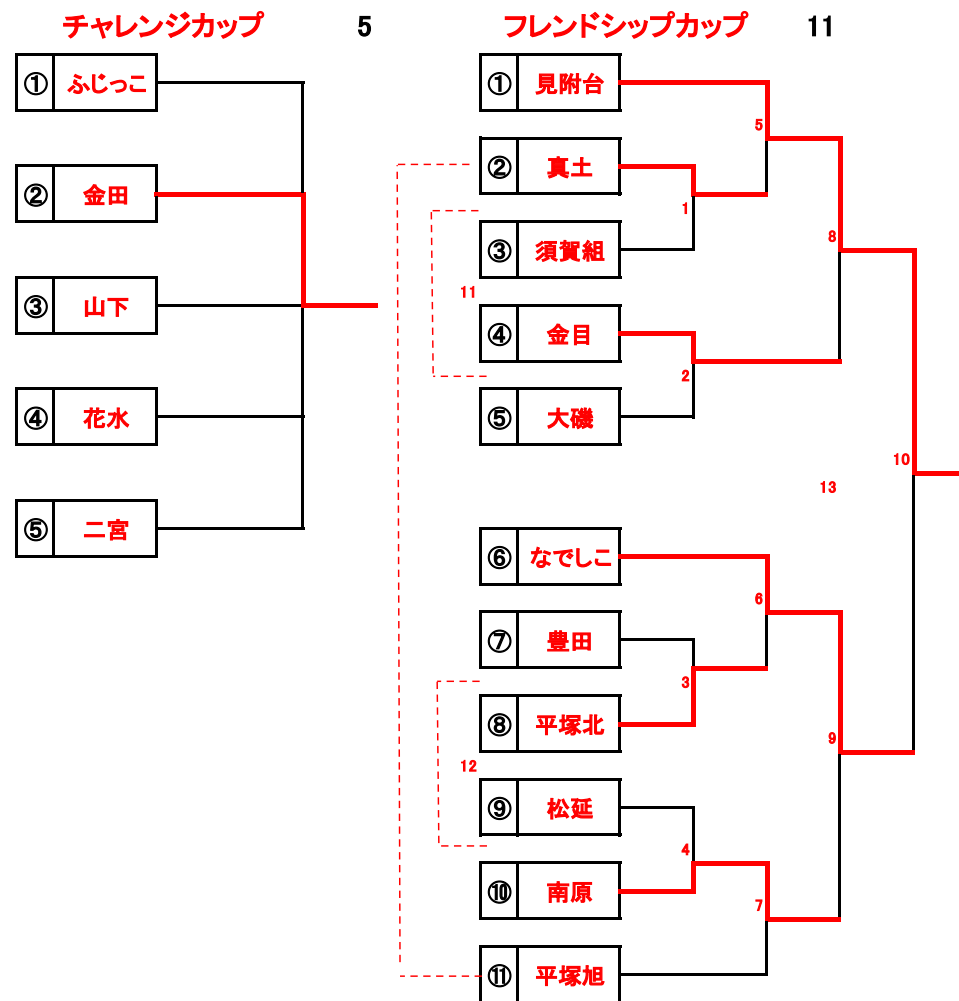 チャレンジカップ 5
① ふじっこ
② 金田
③ 山下
④ 花水
⑤ 二宮
フレンドシップカップ 11
① 見附台
5
② 真土
1
8
③ 須賀組
11
④ 金目
2
⑤ 大磯
10
13
⑥ なでしこ
6
⑦ 豊田
3
⑧ 平塚北
9
12
⑨ 松延
4
⑩ 南原
7
⑪ 平塚旭